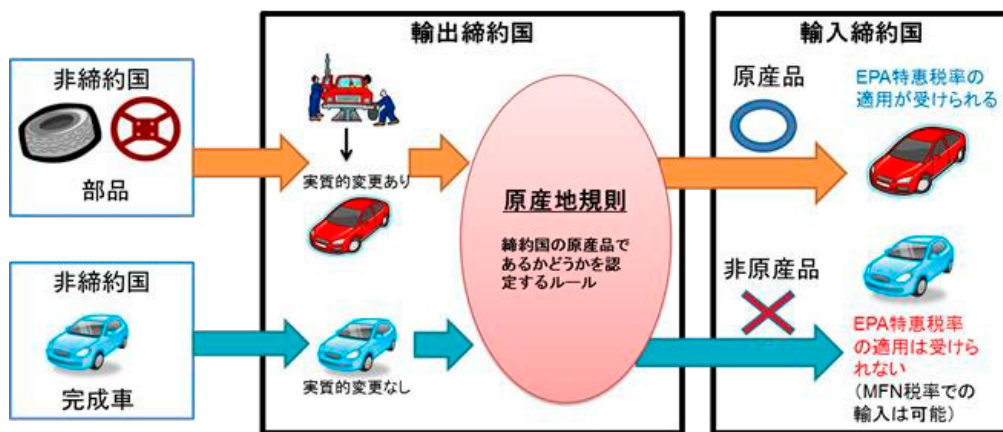 非締約国
部品
非締約国
完成車
輸出締約国
実質的変更あり
実質的変更なし
原産地規則
締約国の原産品で
あるかどうかを認
定するルール
輸入締約国
原産品
EPA特恵税率の
適用が受けられる
非原産品
EPA特恵税率
の適用は受けら
れない
（MFN税率での
輸入は可能）